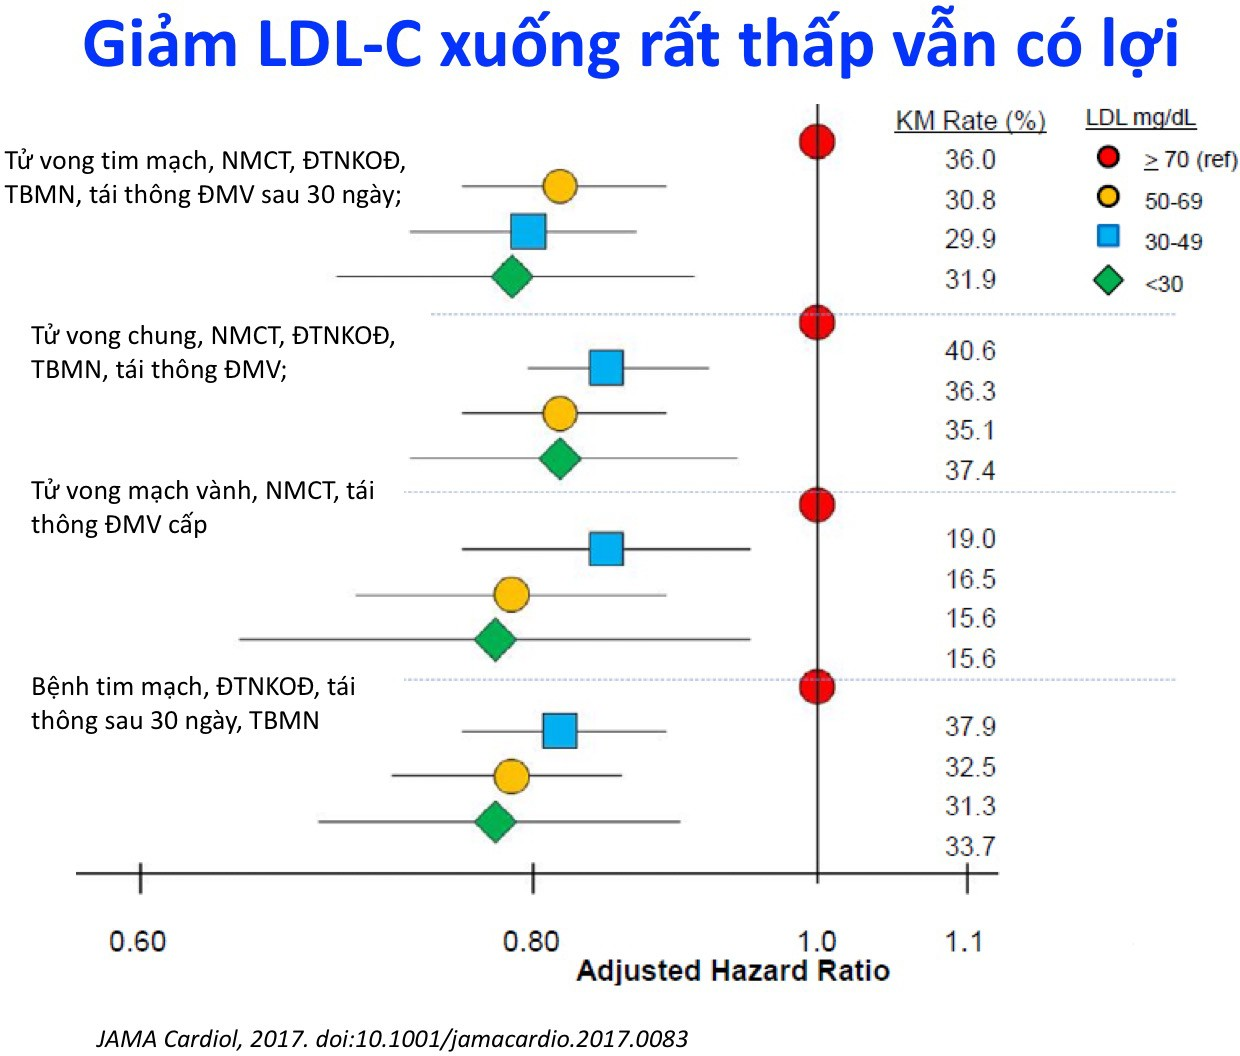 Giảm LDL-C xuống rất thấp vẫn có lợi
KM Rate (%)
LDL mg/dL
Tử vong tim mạch, NMCT, ĐTNKOĐ,
TBMN, tái thông ĐMV sau 30 ngày;
36.0
30.8
29.9
31.9
≥ 70 (ref)
50-69
30-49
<30
Tử vong chung, NMCT, ĐTNKOĐ,
TBMN, tái thông ĐMV;
40.6
36.3
35.1
37.4
Tử vong mạch vành, NMCT, tái
thông ĐMV cấp
19.0
16.5
15.6
15.6
Bệnh tim mạch, ĐTNKOĐ, tái
thông sau 30 ngày, TBMN
37.9
32.5
31.3
33.7
0.60 0.80 1.0 1.1
Adjusted Hazard Ratio
JAMA Cardiol, 2017. doi:10.1001/jamacardio.2017.0083